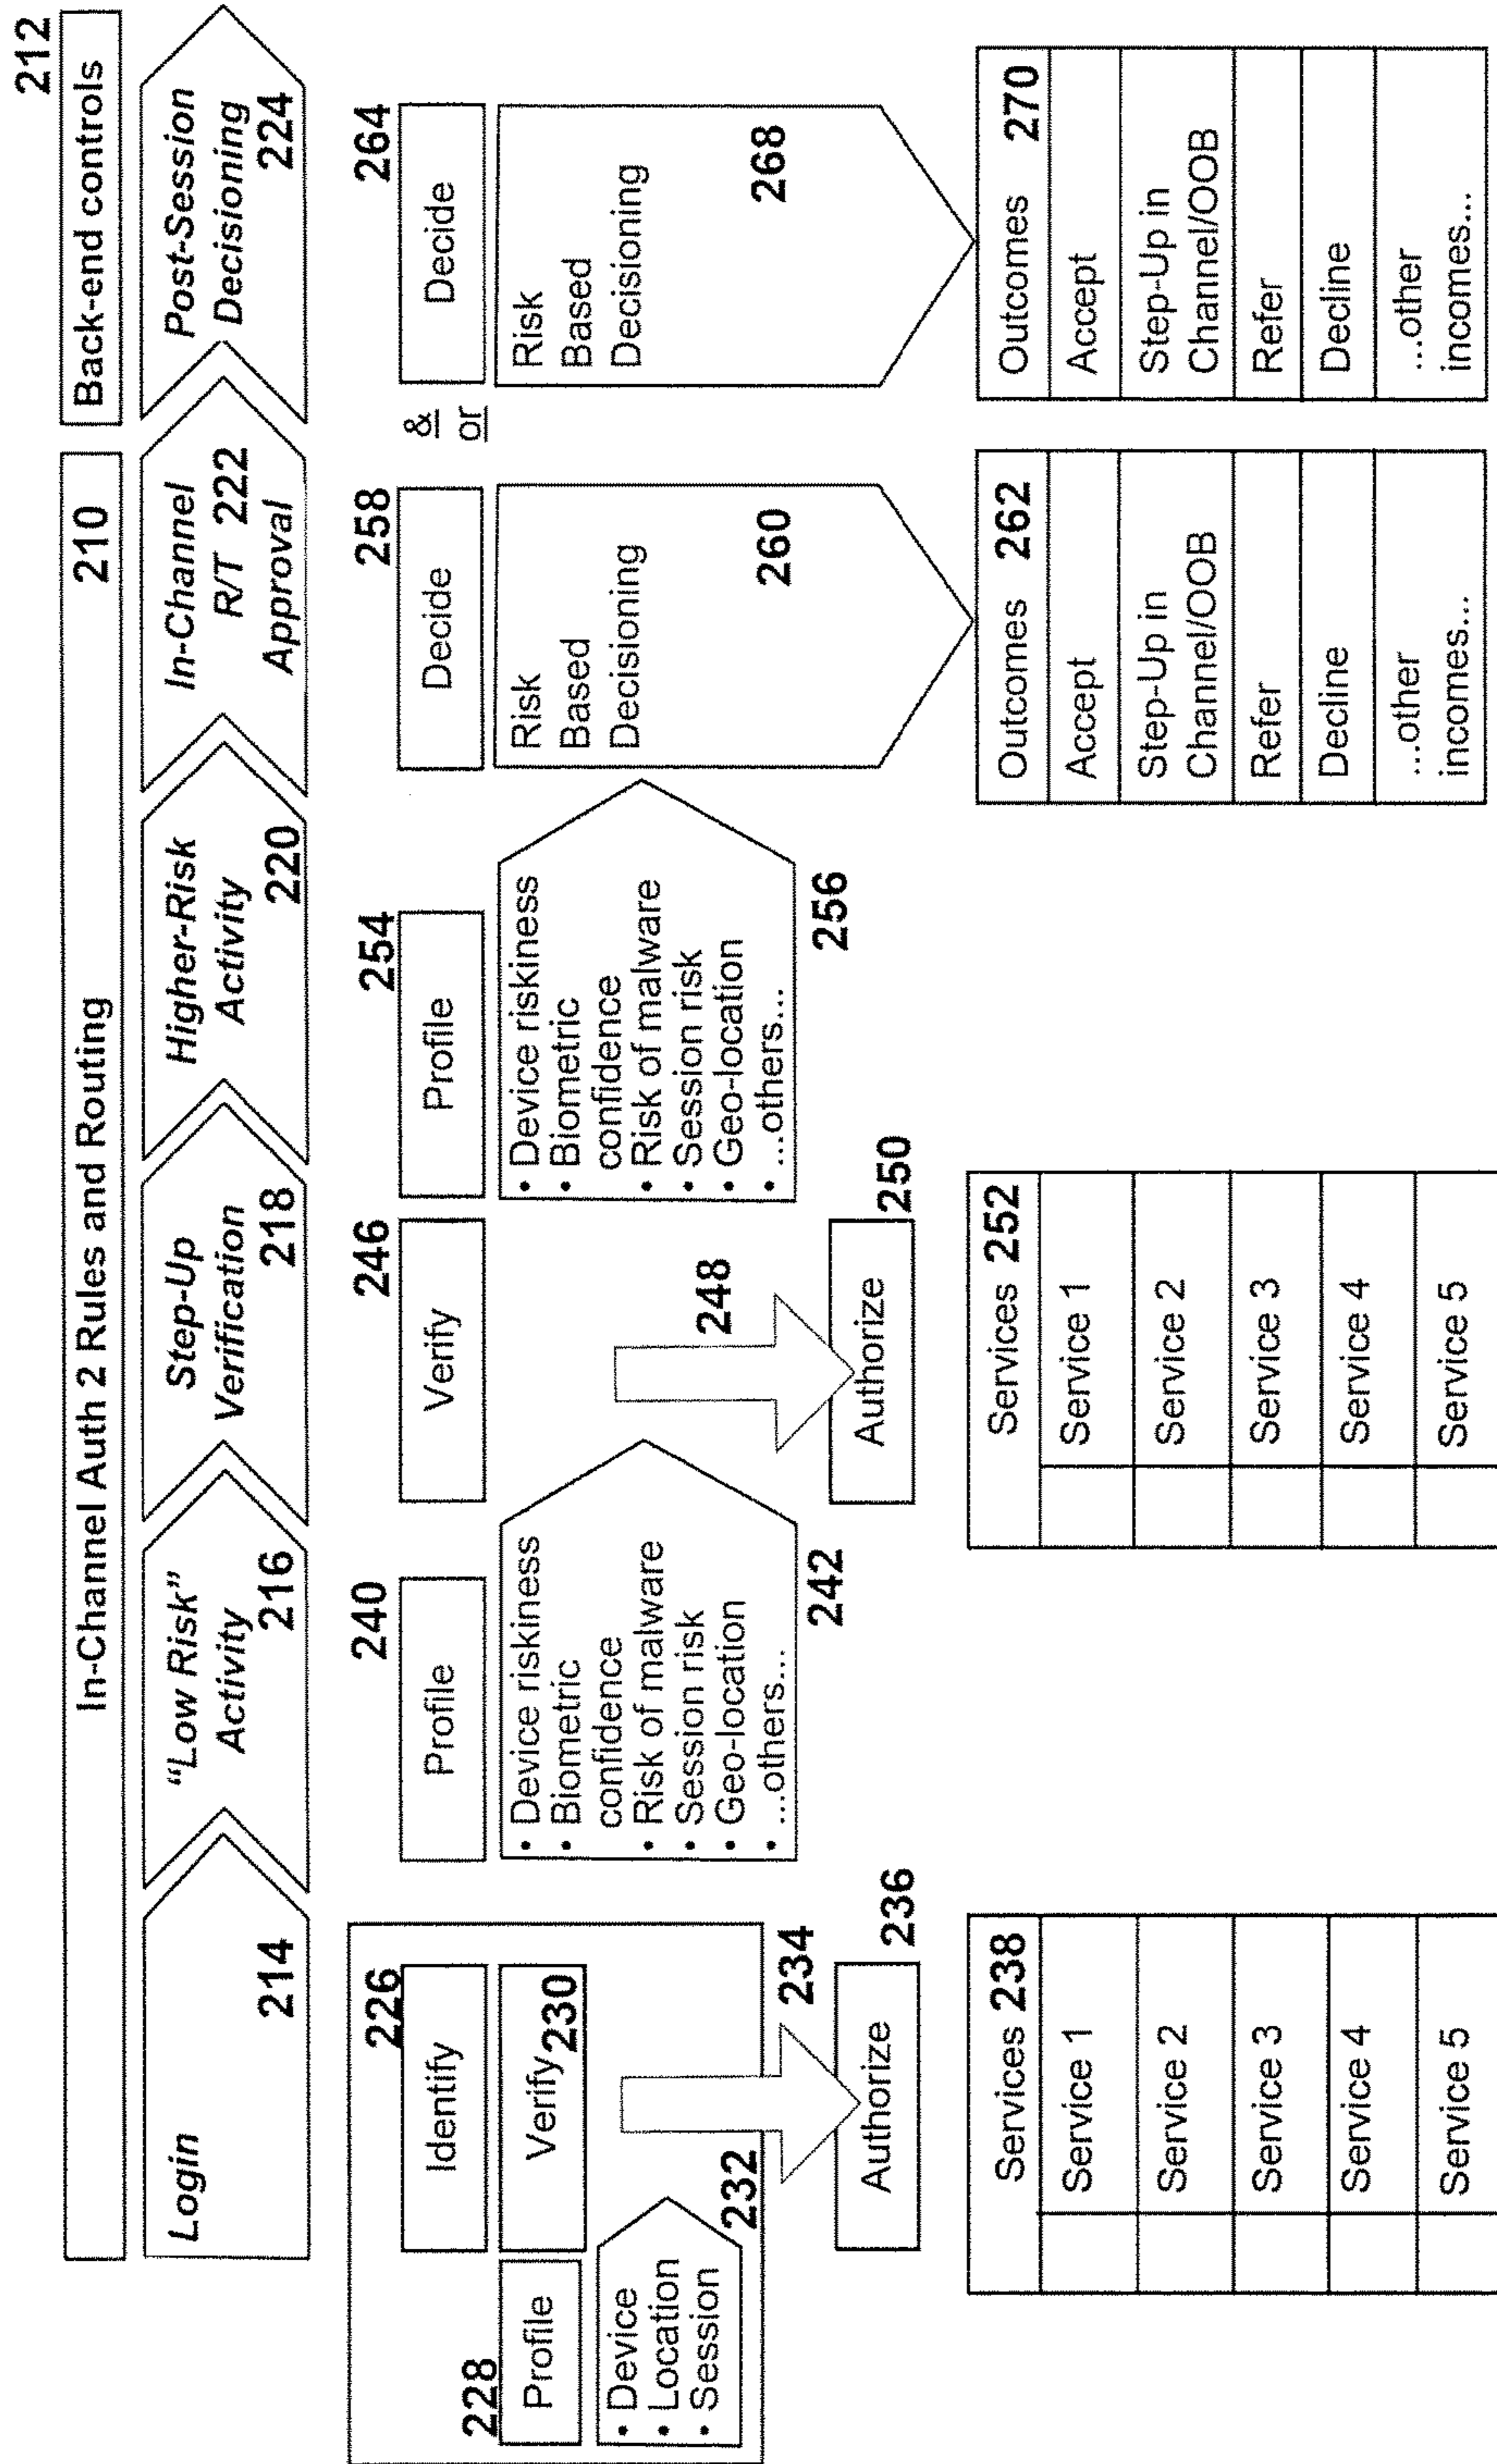 212
In-Channel Auth 2 Rules and Routing 210
Back-end controls
Login
214
"Low Risk"
Activity
216
Step-Up
Verification
218
Higher-Risk
Activity
220
In-Channel
R/T 222
Approval
Post-Session
Decisioning
224
226
Identify
228
Profile
Verify 230
• Device
• Location
• Session
232
234
Authorize
236
Services 238
Service 1
Service 2
Service 3
Service 4
Service 5
240
Profile
• Device riskiness
• Biometric
confidence
• Risk of malware
• Session risk
• Geo-location
• ...others...
242
246
Verify
248
Authorize
250
Services 252
Service 1
Service 2
Service 3
Service 4
Service 5
254
Profile
• Device riskiness
• Biometric
confidence
• Risk of malware
• Session risk
• Geo-location
• ...others...
256
258
Decide
Risk
Based
Decisioning
260
Outcomes 262
Accept
Step-Up in
Channel/OOB
Refer
Decline
...other
incomes...
&
or
264
Decide
Risk
Based
Decisioning
268
Outcomes 270
Accept
Step-Up in
Channel/OOB
Refer
Decline
...other
incomes...